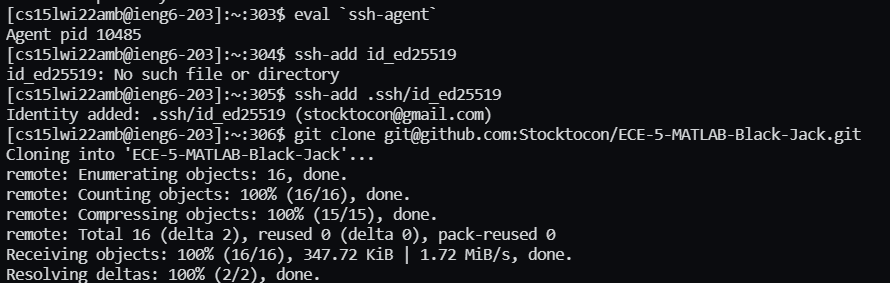 [cs15lwi22amb@ieng6-203]:~:303$ eval `ssh-agent`
Agent pid 10485
[cs15lwi22amb@ieng6-203]:~:304$ ssh-add id_ed25519
id_ed25519: No such file or directory
[cs15lwi22amb@ieng6-203]:~:305$ ssh-add .ssh/id_ed25519
Identity added: .ssh/id_ed25519 (stocktocon@gmail.com)
[cs15lwi22amb@ieng6-203]:~:306$ git clone git@github.com:Stocktocon/ECE-5-MATLAB-Black-Jack.git
Cloning into 'ECE-5-MATLAB-Black-Jack'...
remote: Enumerating objects: 16, done.
remote: Counting objects: 100% (16/16), done.
remote: Compressing objects: 100% (15/15), done.
remote: Total 16 (delta 2), reused 0 (delta 0), pack-reused 0
Receiving objects: 100% (16/16), 347.72 KiB | 1.72 MiB/s, done.
Resolving deltas: 100% (2/2), done.